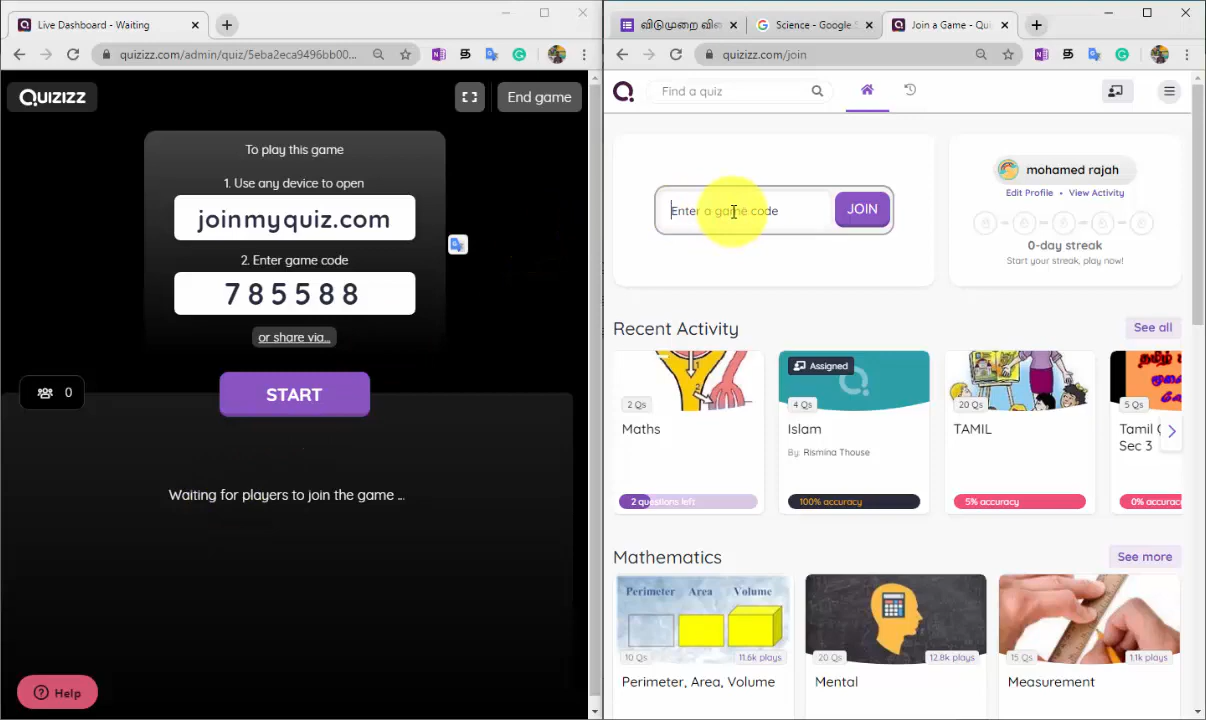 Live Dashboard - Waiting
quizizz.com/admin/quiz/5eba2eca9496bb00...
QUIZIZZ
End game
To play this game
1. Use any device to open
joinmyquiz.com
2. Enter game code
785588
or share via...
0
START
Waiting for players to join the game ...
Help
விடுமுறை வின
Science - Google S
Join a Game - Qui
quizizz.com/join
Find a quiz
Enter a game code
JOIN
mohamed rajah
Edit Profile • View Activity
0-day streak
Start your streak, play now!
Recent Activity
See all
2 Qs
Maths
2 questions left
Assigned
4 Qs
Islam
By: Rismina Thouse
100% accuracy
20 Qs
TAMIL
5% accuracy
5 Qs
Tamil
Sec 3
0% accurac
Mathematics
See more
Perimeter Area Volume
10 Qs
11.6k plays
Perimeter, Area, Volume
20 Qs
12.8k plays
Mental
15 Qs
1.1k plays
Measurement